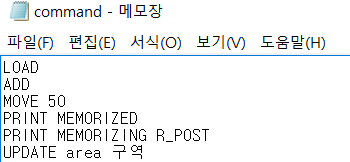 command - 메모장
파일(F) 편집(E) 서식(O) 보기(V) 도움말(H)
LOAD
ADD
MOVE 50
PRINT MEMORIZED
PRINT MEMORIZING R_POST
UPDATE area 구역